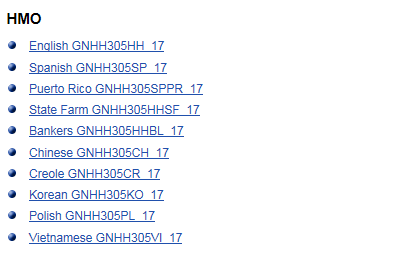 HMO
English GNHH305HH_17
Spanish GNHH305SP_17
Puerto Rico GNHH305SPPR_17
State Farm GNHH305HHSF_17
Bankers GNHH305HHBL_17
Chinese GNHH305CH_17
Creole GNHH305CR_17
Korean GNHH305KO_17
Polish GNHH305PL_17
Vietnamese GNHH305VI_17